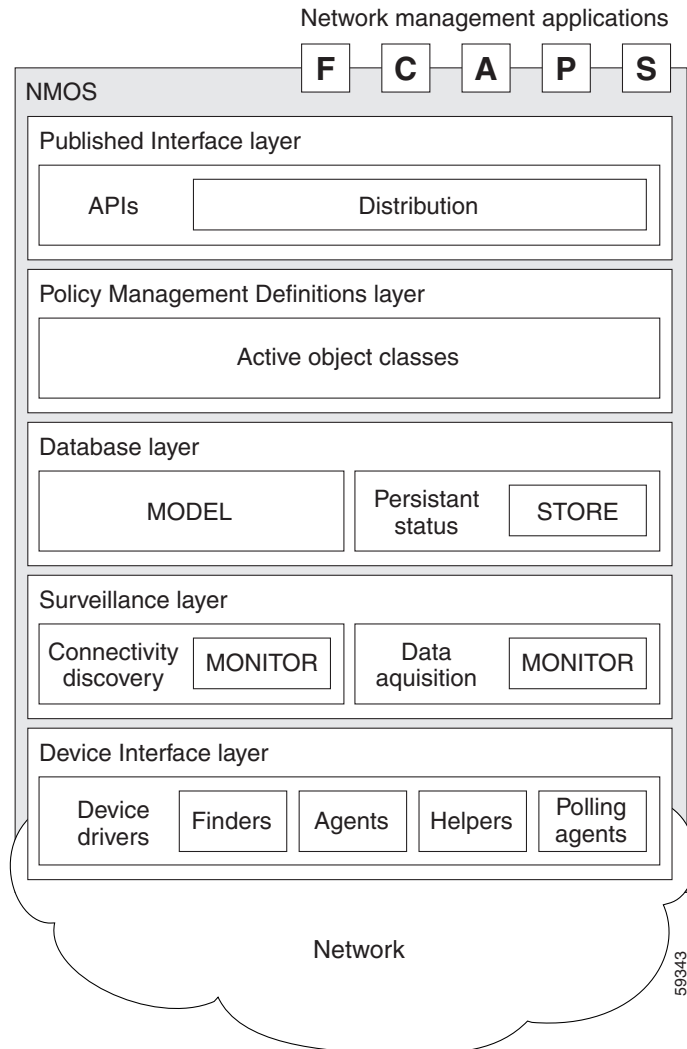 Network management applications
F C A P S
NMOS
Published Interface layer
APIs
Distribution
Policy Management Definitions layer
Active object classes
Database layer
MODEL
Persistant
status
STORE
Surveillance layer
Connectivity
discovery
MONITOR
Data
aquisition
MONITOR
Device Interface layer
Device
drivers
Finders
Agents
Helpers
Polling
agents
Network
59343